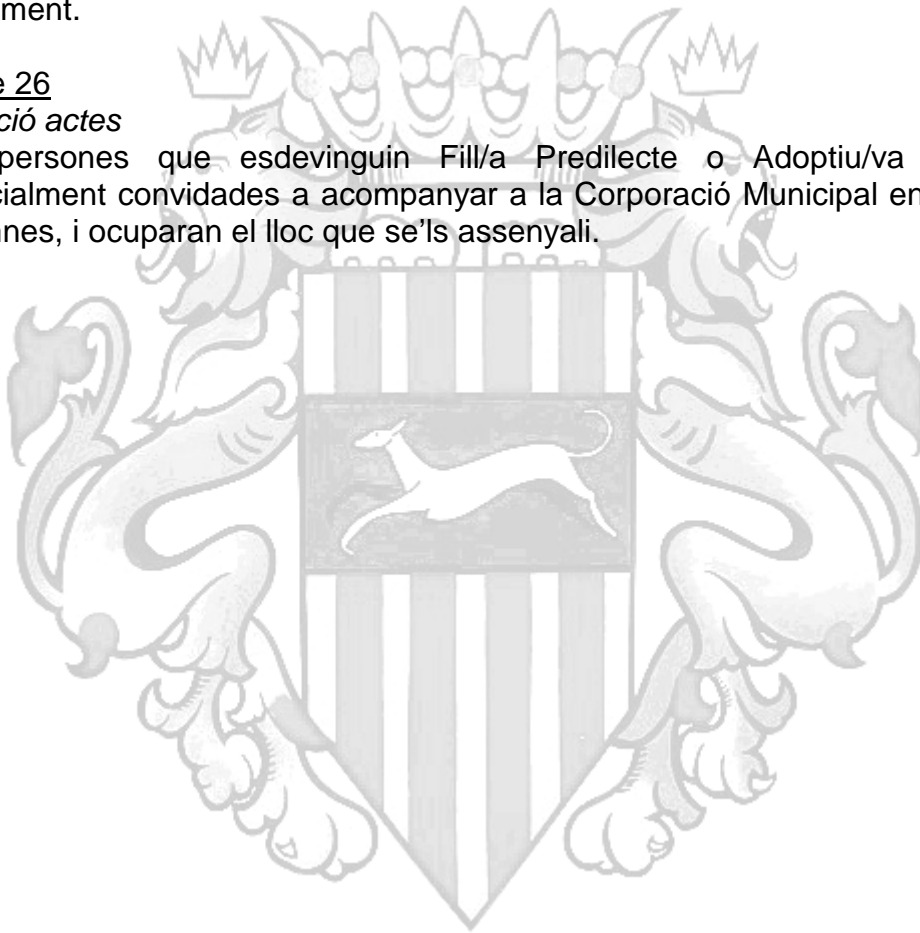 ment.
e 26
ció actes
persones que esdevinguin Fill/a Predilecte o Adoptiu/va
cialment convidades a acompanyar a la Corporació Municipal en
nnes, i ocuparan el lloc que se'ls assenyali.